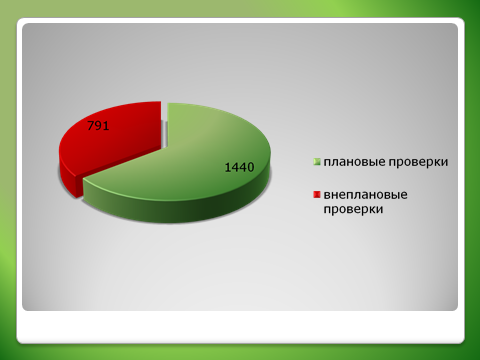 791
1440
плановые проверки
внеплановые
проверки